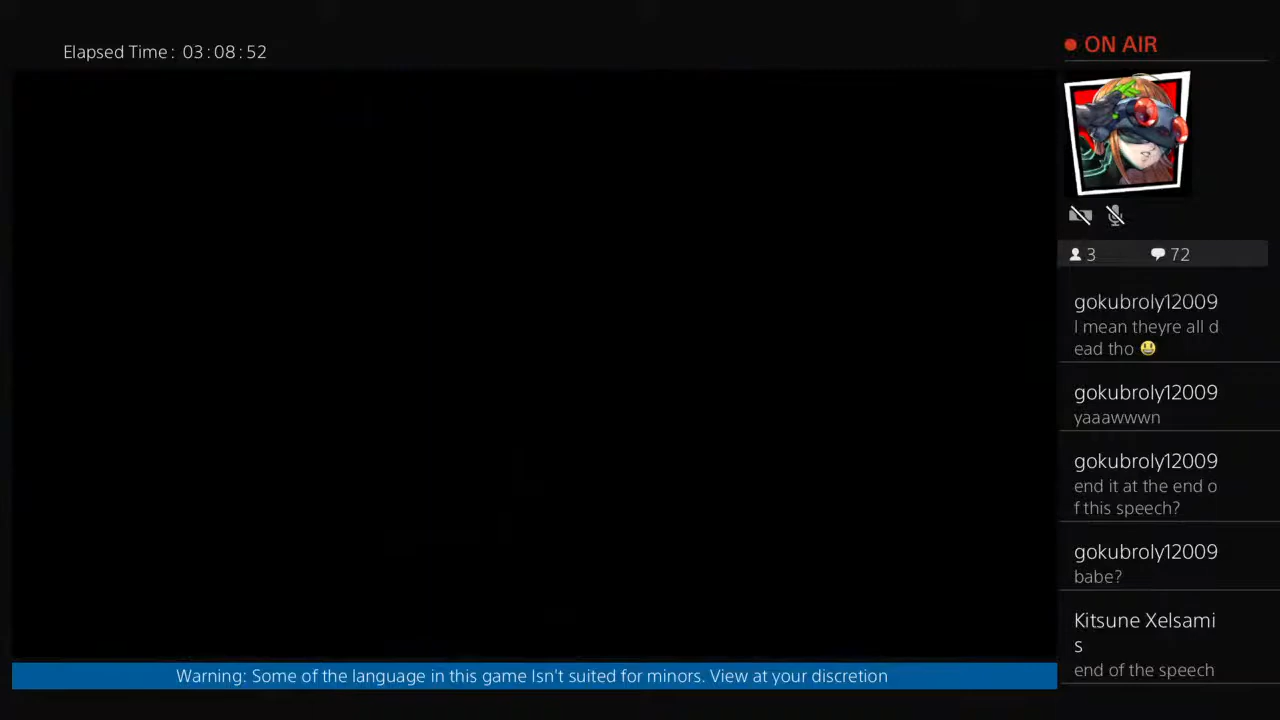 Elapsed Time: 03:08:52
ON AIR
3 72
gokubroly12009
I mean theyre all d
ead tho 😃
gokubroly12009
yaaawwwn
gokubroly12009
end it at the end o
f this speech?
gokubroly12009
babe?
Kitsune Xelsami
s
end of the speech
Warning: Some of the language in this game Isn't suited for minors. View at your discretion